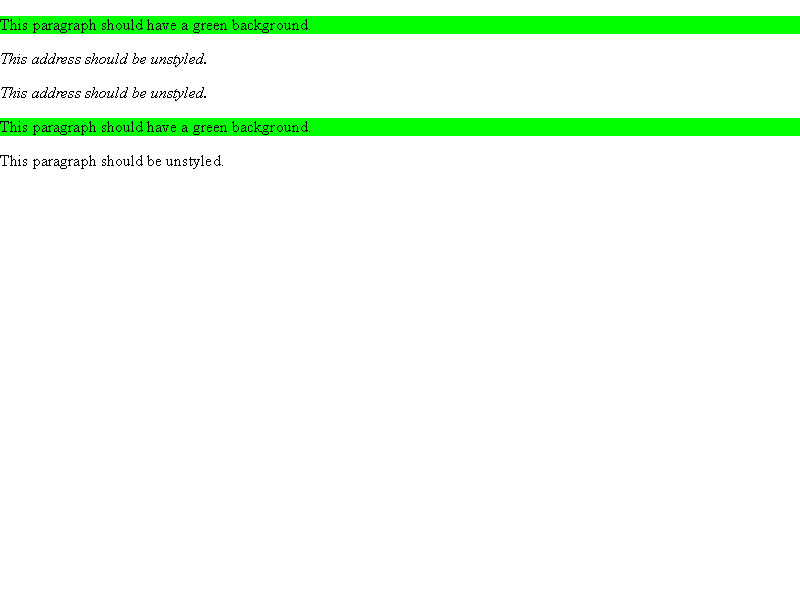 This paragraph should have a green background.
This address should be unstyled.
This address should be unstyled.
This paragraph should have a green background.
This paragraph should be unstyled.